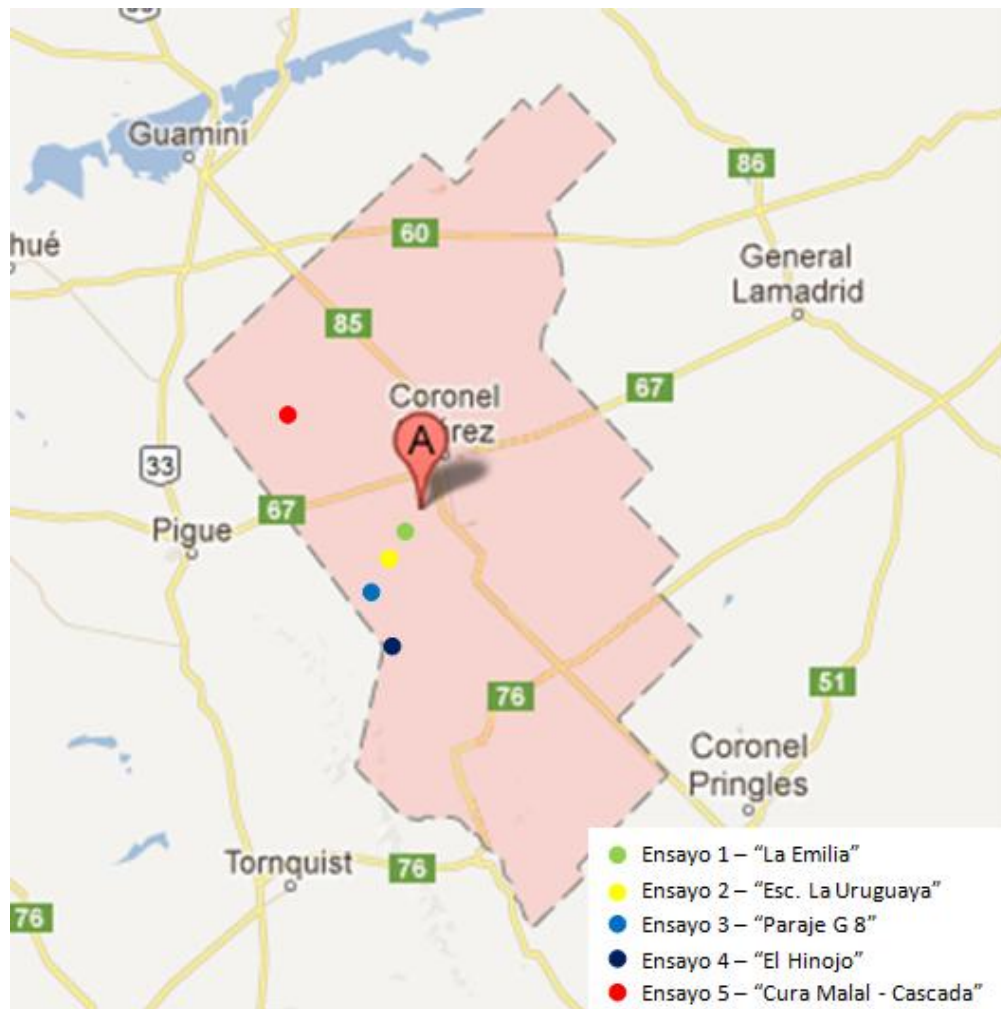 33
Guaminí
86
hué
60
General
Lamadrid
85
67
Coronel
árez
A
33
67
Pigue
76
51
Coronel
Pringles
Tornquist
76
76
Ensayo 1 – “La Emilia”
Ensayo 2 – “Esc. La Uruguaya”
Ensayo 3 – “Paraje G 8”
Ensayo 4 – “El Hinojo”
Ensayo 5 – “Cura Malal - Cascada”